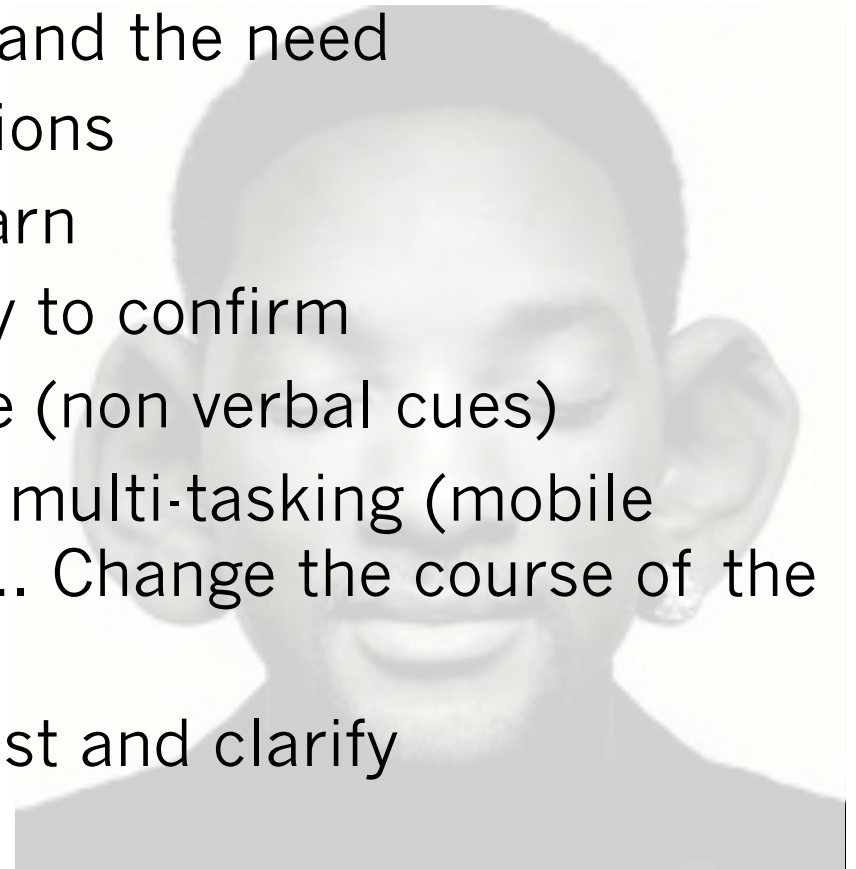 and the need
ions
arn
y to confirm
e (non verbal cues)
multi-tasking (mobile
.. Change the course of the
st and clarify